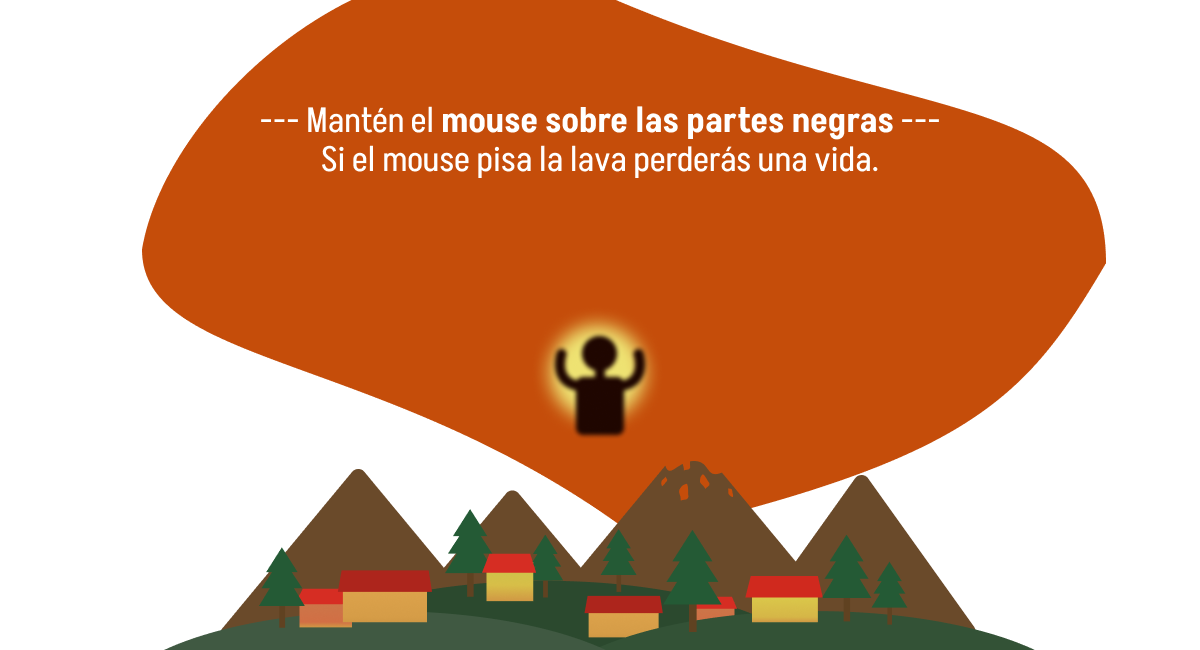 --- Mantén el mouse sobre las partes negras ---
Si el mouse pisa la lava perderás una vida.